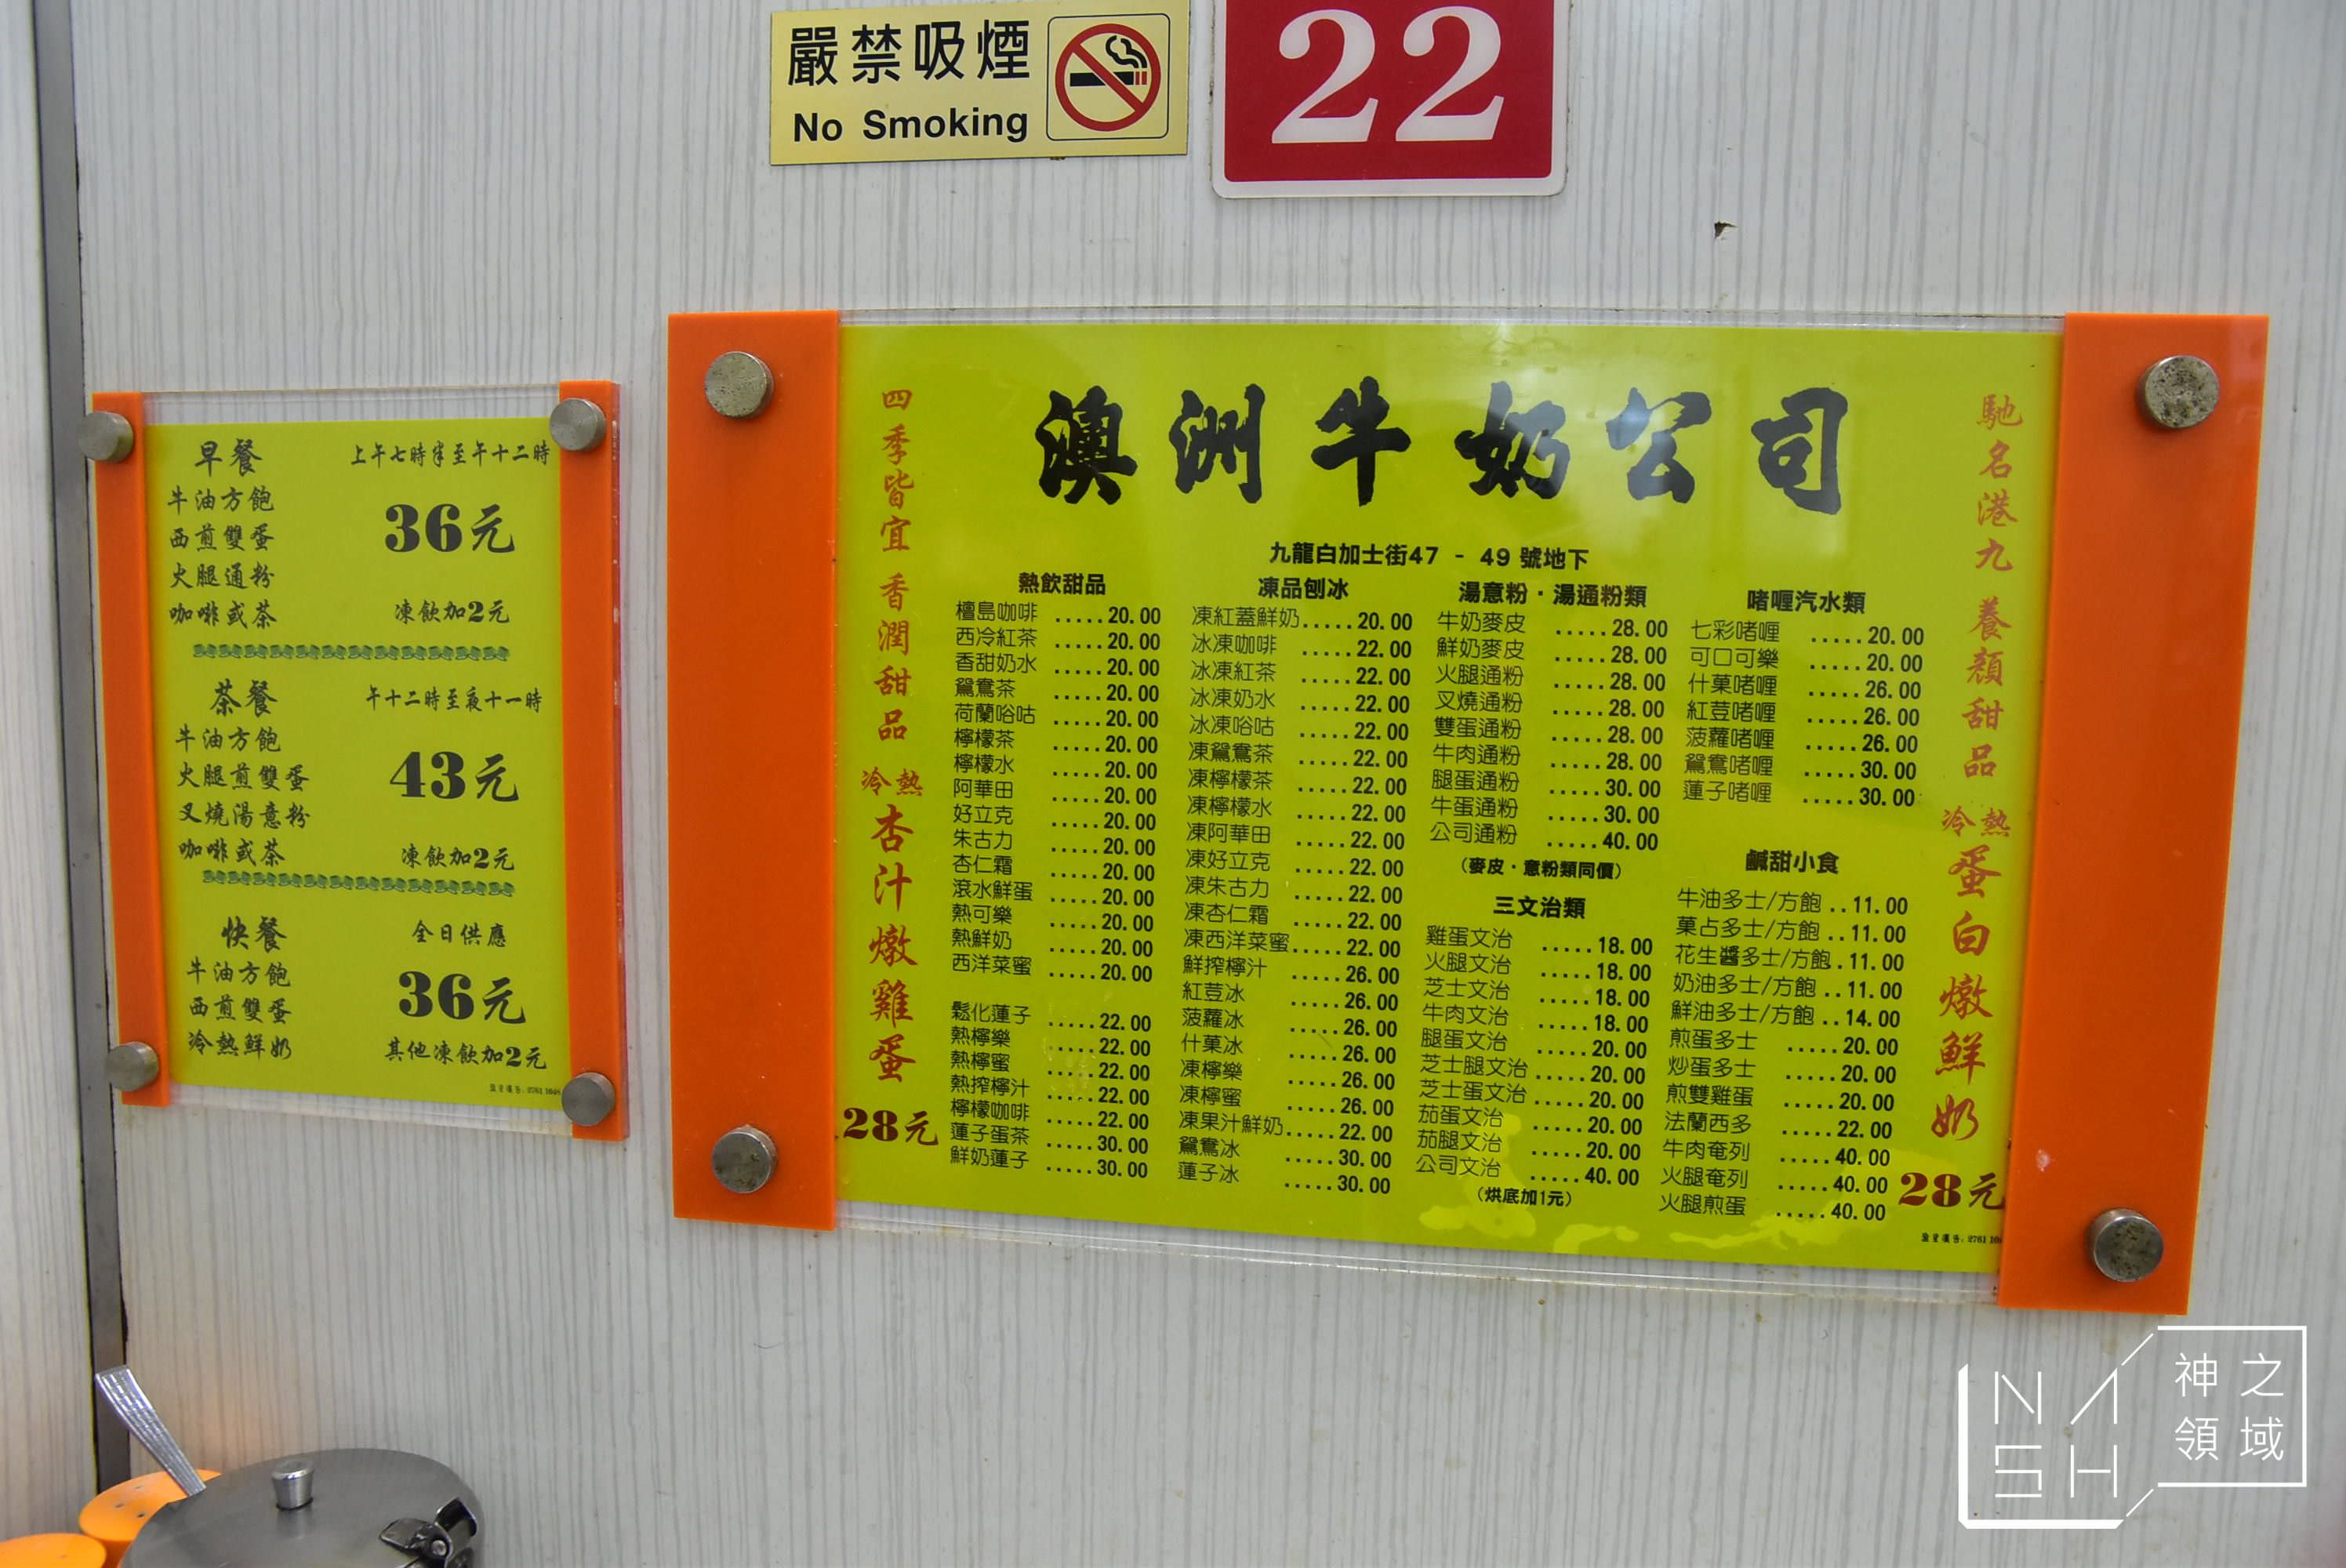 嚴禁吸煙
No Smoking
22
早餐 上午七時半至午十二時
牛油方飽
西煎雙蛋
火腿通粉
咖啡或茶
36元
凍飲加2元
茶餐 午十二時至夜十一時
牛油方飽
火腿煎雙蛋
叉燒湯意粉
咖啡或茶
43元
凍飲加2元
快餐 全日供應
牛油方飽
西煎雙蛋
冷熱鮮奶
36元
其他凍飲加2元
澳洲牛奶公司
九龍白加士街47 - 49 號地下
四季皆宜 香潤甜品 冷熱 杏汁燉雞蛋
28元
熱飲甜品
檀島咖啡 .....20.00
西冷紅茶 .....20.00
香甜奶水 .....20.00
鴛鴦茶 .....20.00
荷蘭唂咕 .....20.00
檸檬茶 .....20.00
檸檬水 .....20.00
阿華田 .....20.00
好立克 .....20.00
朱古力 .....20.00
杏仁霜 .....20.00
滾水鮮蛋 .....20.00
熱可樂 .....20.00
熱鮮奶 .....20.00
西洋菜蜜 .....20.00
鬆化蓮子 .....22.00
熱檸樂 .....22.00
熱檸蜜 .....22.00
熱搾檸汁 .....22.00
檸檬咖啡 .....22.00
蓮子蛋茶 .....30.00
鮮奶蓮子 .....30.00
凍品刨冰
凍紅蓋鮮奶.....20.00
冰凍咖啡 .....22.00
冰凍紅茶 .....22.00
冰凍奶水 .....22.00
冰凍唂咕 .....22.00
凍鴛鴦茶 .....22.00
凍檸檬茶 .....22.00
凍檸檬水 .....22.00
凍阿華田 .....22.00
凍好立克 .....22.00
凍朱古力 .....22.00
凍杏仁霜 .....22.00
凍西洋菜蜜.....22.00
鮮搾檸汁 .....26.00
紅荳冰 .....26.00
菠蘿冰 .....26.00
什菓冰 .....26.00
凍檸樂 .....26.00
凍檸蜜 .....26.00
凍果汁鮮奶.....22.00
鴛鴦冰 .....30.00
蓮子冰 .....30.00
湯意粉．湯通粉類
牛奶麥皮 .....28.00
鮮奶麥皮 .....28.00
火腿通粉 .....28.00
叉燒通粉 .....28.00
雙蛋通粉 .....28.00
牛肉通粉 .....28.00
腿蛋通粉 .....30.00
牛蛋通粉 .....30.00
公司通粉 .....40.00
（麥皮．意粉類同價）
三文治類
雞蛋文治 .....18.00
火腿文治 .....18.00
芝士文治 .....18.00
牛肉文治 .....18.00
腿蛋文治 .....20.00
芝士腿文治 .....20.00
芝士蛋文治 .....20.00
茄蛋文治 .....20.00
茄腿文治 .....20.00
公司文治 .....40.00
（烘底加1元）
啫喱汽水類
七彩啫喱 .....20.00
可口可樂 .....20.00
什菓啫喱 .....26.00
紅荳啫喱 .....26.00
菠蘿啫喱 .....26.00
鴛鴦啫喱 .....30.00
蓮子啫喱 .....30.00
鹹甜小食
牛油多士/方飽 ..11.00
菓占多士/方飽 ..11.00
花生醬多士/方飽.11.00
奶油多士/方飽 ..11.00
鮮油多士/方飽 ..14.00
煎蛋多士 .....20.00
炒蛋多士 .....20.00
煎雙雞蛋 .....20.00
法蘭西多 .....22.00
牛肉奄列 .....40.00
火腿奄列 .....40.00
火腿煎蛋 .....40.00
馳名港九 養顏甜品 冷熱 蛋白燉鮮奶
28元
NASH
神之領域